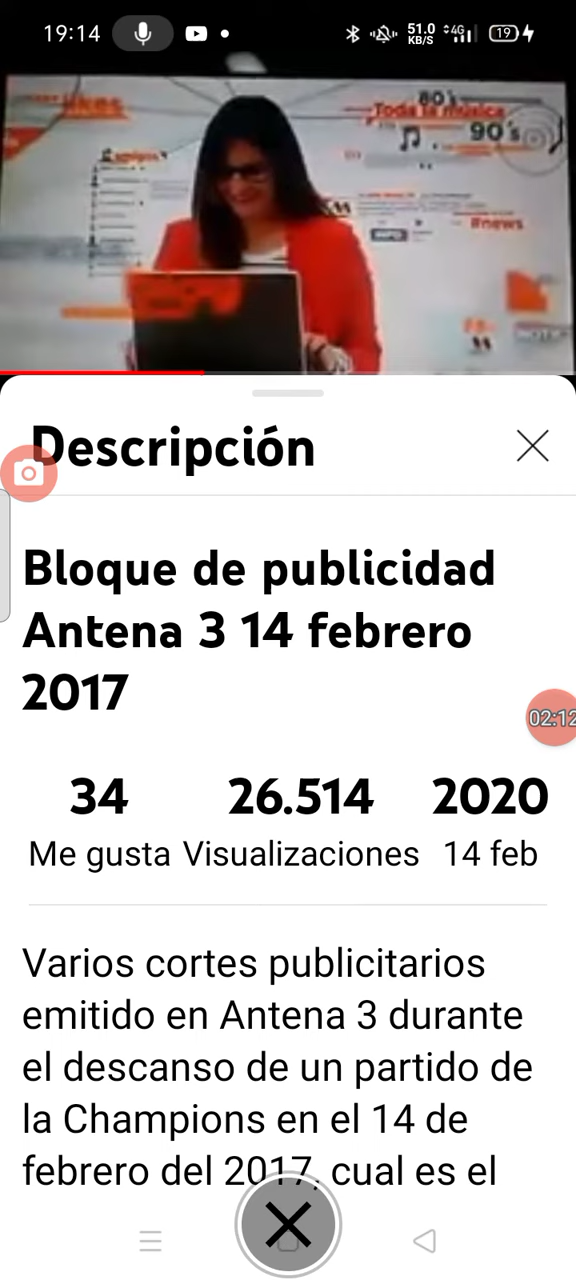 19:14
51.0
KB/S
4G
19
likes
80's
Toda la música
90's
Equipo
#news
Descripción
Bloque de publicidad
Antena 3 14 febrero
2017
02:12
34 26.514 2020
Me gusta Visualizaciones 14 feb
Varios cortes publicitarios
emitido en Antena 3 durante
el descanso de un partido de
la Champions en el 14 de
febrero del 2017, cual es el